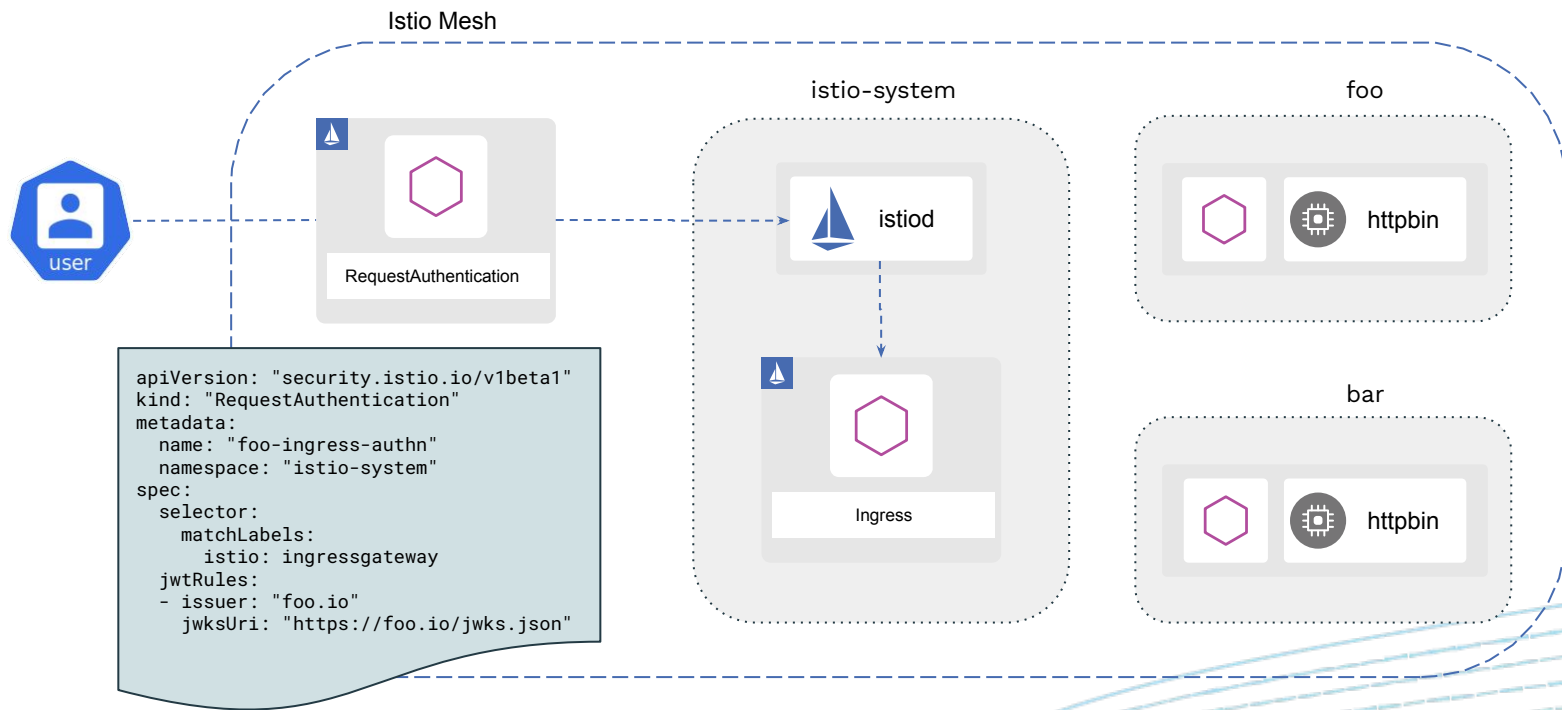 Istio Mesh
istio-system
foo
user
RequestAuthentication
istiod
httpbin
Ingress
bar
httpbin
apiVersion: "security.istio.io/v1beta1"
kind: "RequestAuthentication"
metadata:
  name: "foo-ingress-authn"
  namespace: "istio-system"
spec:
  selector:
    matchLabels:
      istio: ingressgateway
  jwtRules:
  - issuer: "foo.io"
    jwksUri: "https://foo.io/jwks.json"